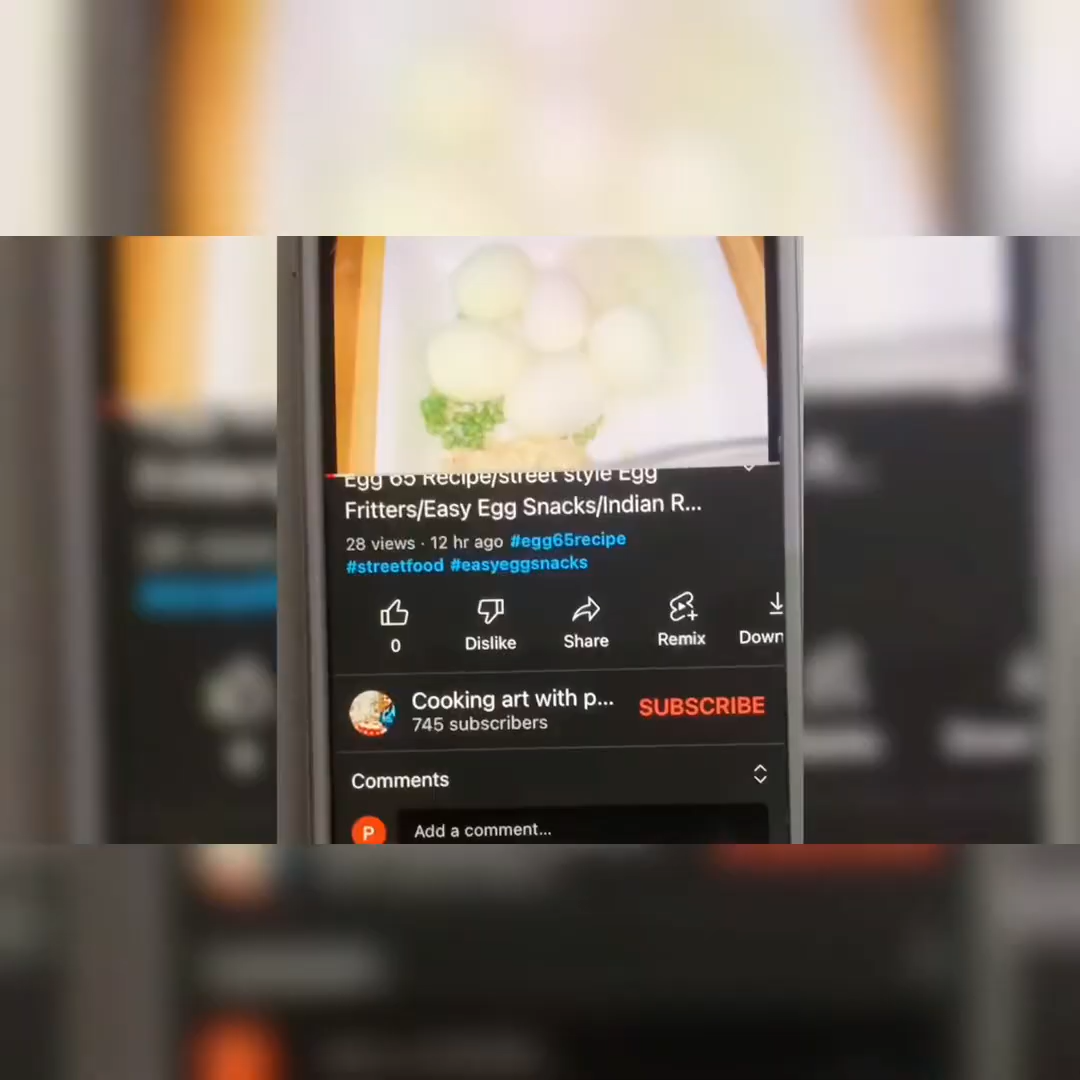 Egg 65 Recipe/street style Egg
Fritters/Easy Egg Snacks/Indian R...
28 views · 12 hr ago #egg65recipe
#streetfood #easyeggsnacks
0
Dislike
Share
Remix
Down
Cooking art with p...
SUBSCRIBE
745 subscribers
Comments
P
Add a comment...